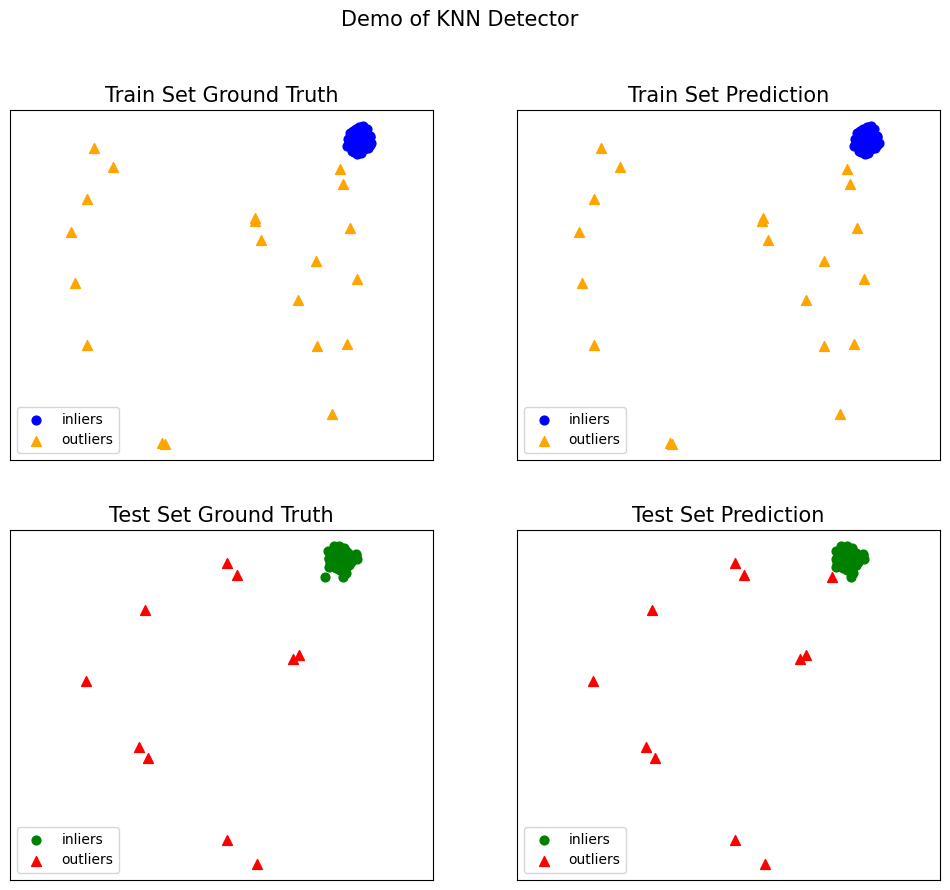 Demo of KNN Detector
Train Set Ground Truth
inliers
outliers
Train Set Prediction
inliers
outliers
Test Set Ground Truth
inliers
outliers
Test Set Prediction
inliers
outliers